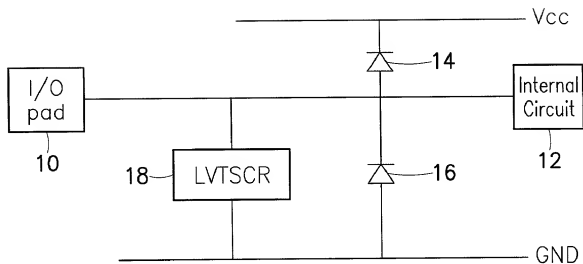 Vcc
14
I/O
pad
10
Internal
Circuit
12
18
LVTSCR
16
GND